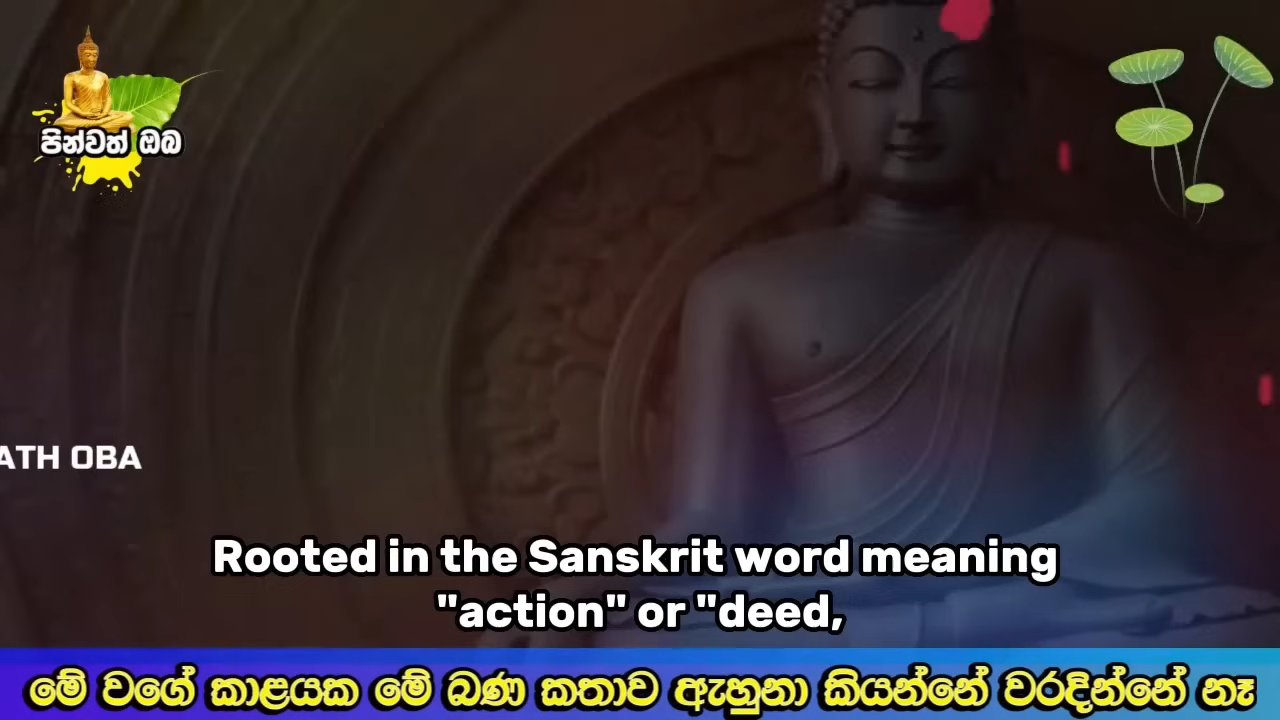 පින්වත් ඔබ
ATH OBA
Rooted in the Sanskrit word meaning
"action" or "deed,
මේ වගේ කාළයක මේ බණ කතාව ඇහුනා කියන්නේ වරදින්නේ නෑ